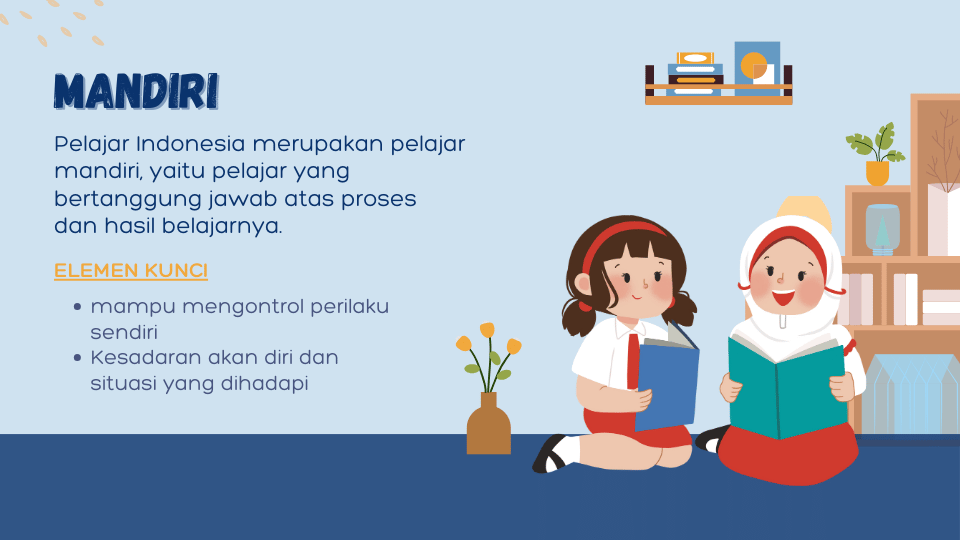 MANDIRI
Pelajar Indonesia merupakan pelajar
mandiri, yaitu pelajar yang
bertanggung jawab atas proses
dan hasil belajarnya.
ELEMEN KUNCI
• mampu mengontrol perilaku
sendiri
• Kesadaran akan diri dan
situasi yang dihadapi